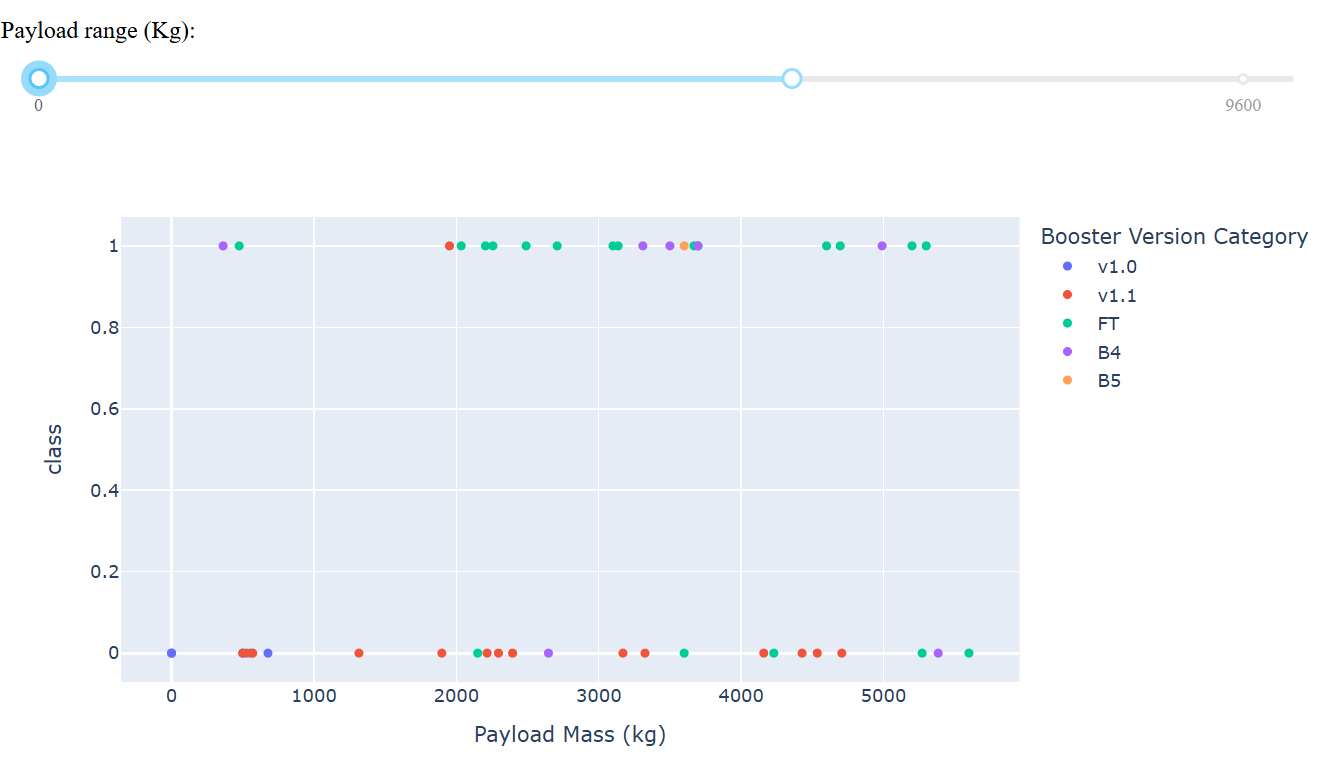 Payload range (Kg):
0 9600
Booster Version Category
v1.0
v1.1
FT
B4
B5
class
1
0.8
0.6
0.4
0.2
0
0 1000 2000 3000 4000 5000
Payload Mass (kg)